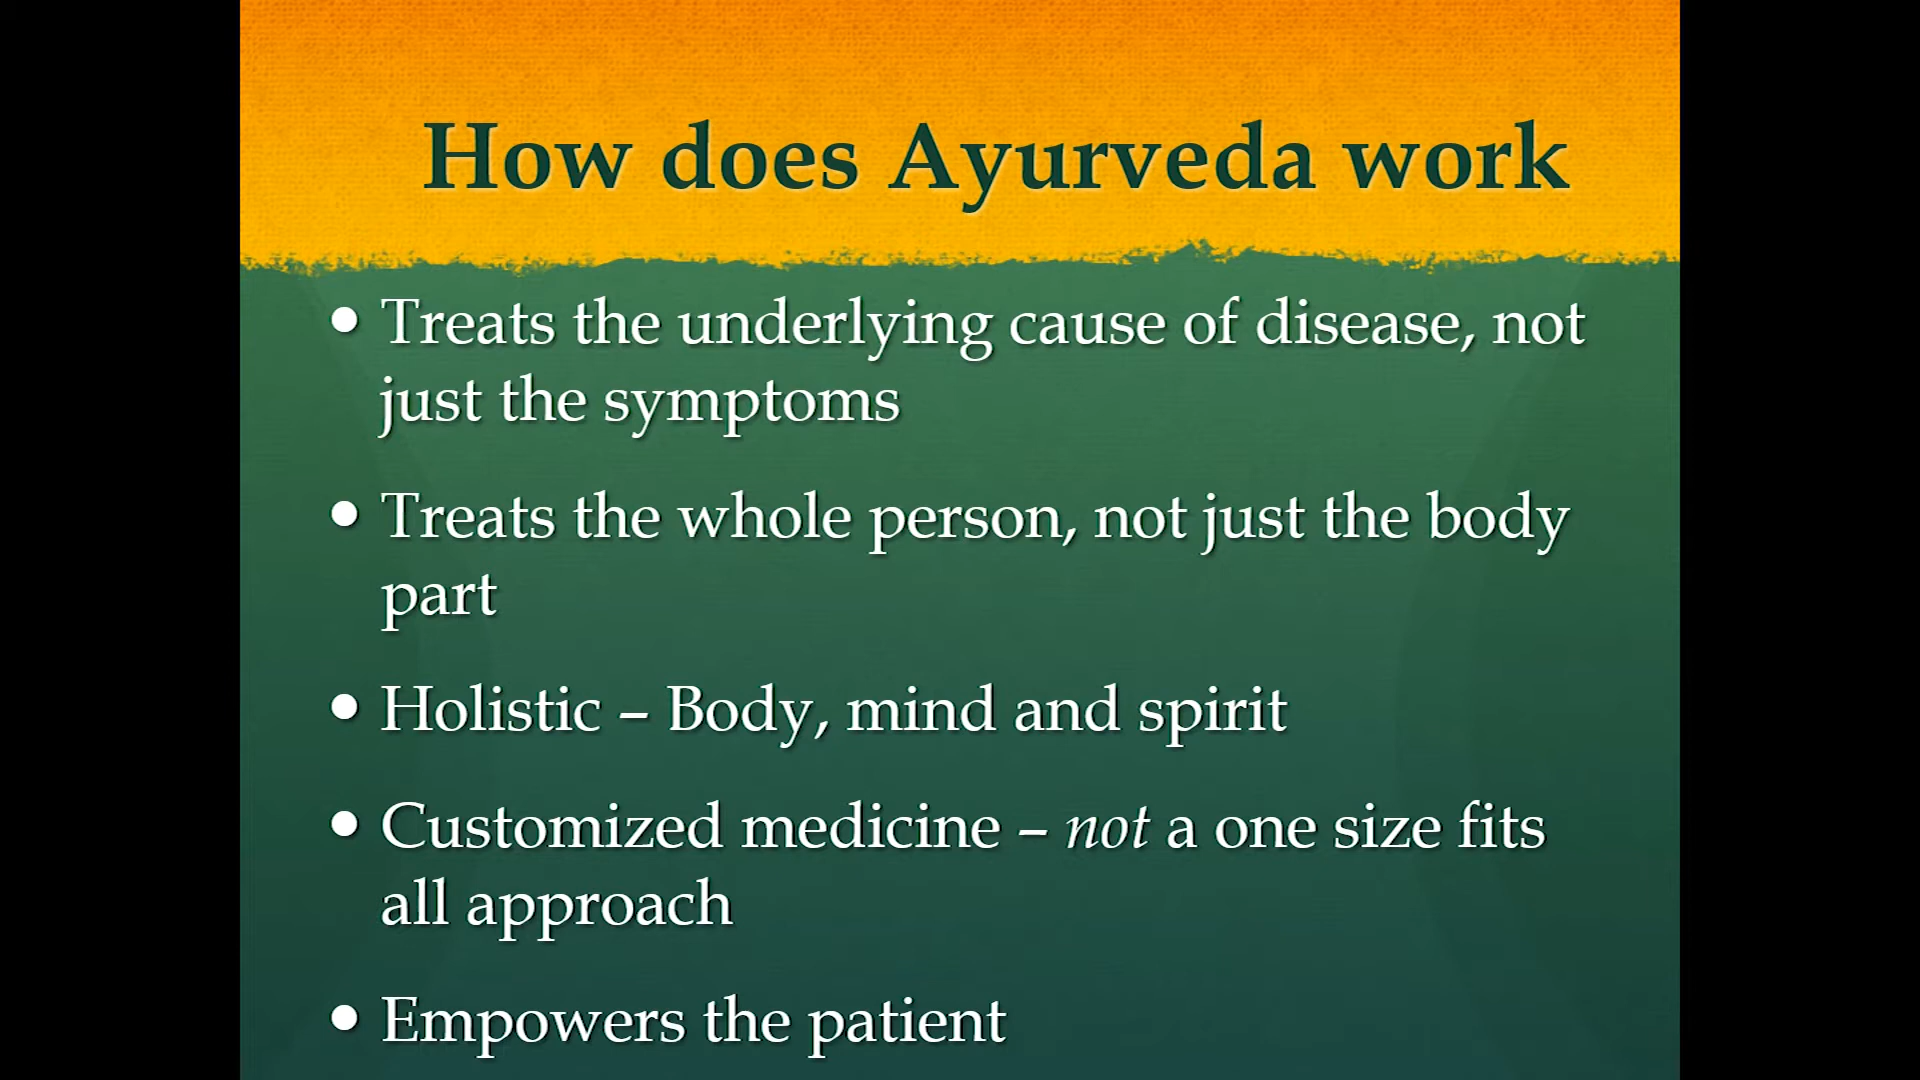 How does Ayurveda work
• Treats the underlying cause of disease, not
just the symptoms
• Treats the whole person, not just the body
part
• Holistic – Body, mind and spirit
• Customized medicine – not a one size fits
all approach
• Empowers the patient